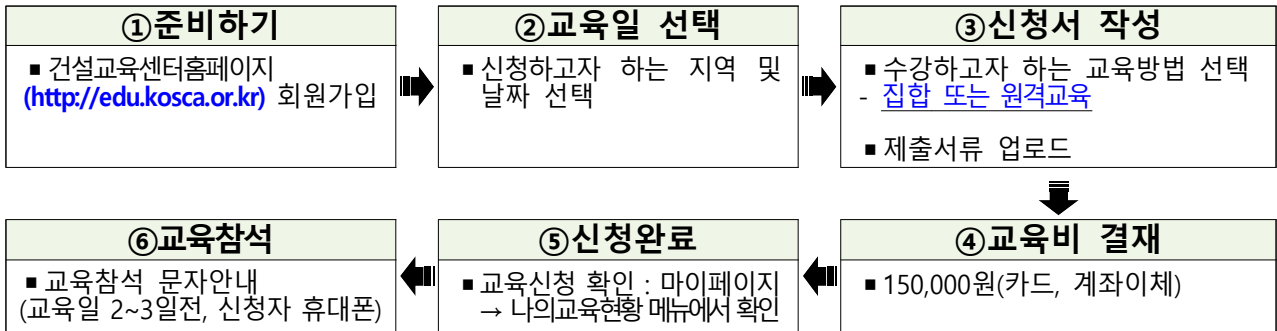 ①준비하기
■ 건설교육센터홈페이지
(http://edu.kosca.or.kr) 회원가입
②교육일 선택
■ 신청하고자 하는 지역 및
날짜 선택
③신청서 작성
■ 수강하고자 하는 교육방법 선택
- 집합 또는 원격교육
■ 제출서류 업로드
④교육비 결재
■ 150,000원(카드, 계좌이체)
⑤신청완료
■ 교육신청 확인 : 마이페이지
→ 나의교육현황 메뉴에서 확인
⑥교육참석
■ 교육참석 문자안내
(교육일 2~3일전, 신청자 휴대폰)